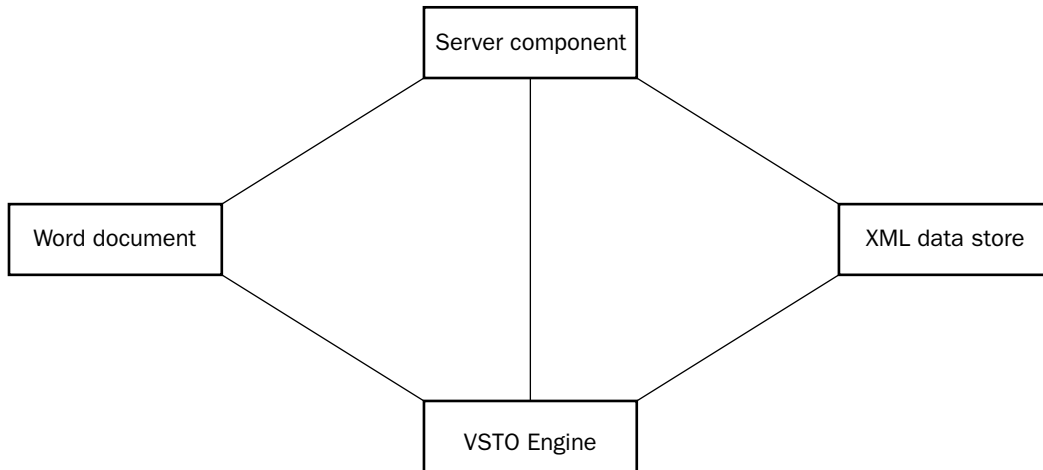 Server component
Word document
XML data store
VSTO Engine